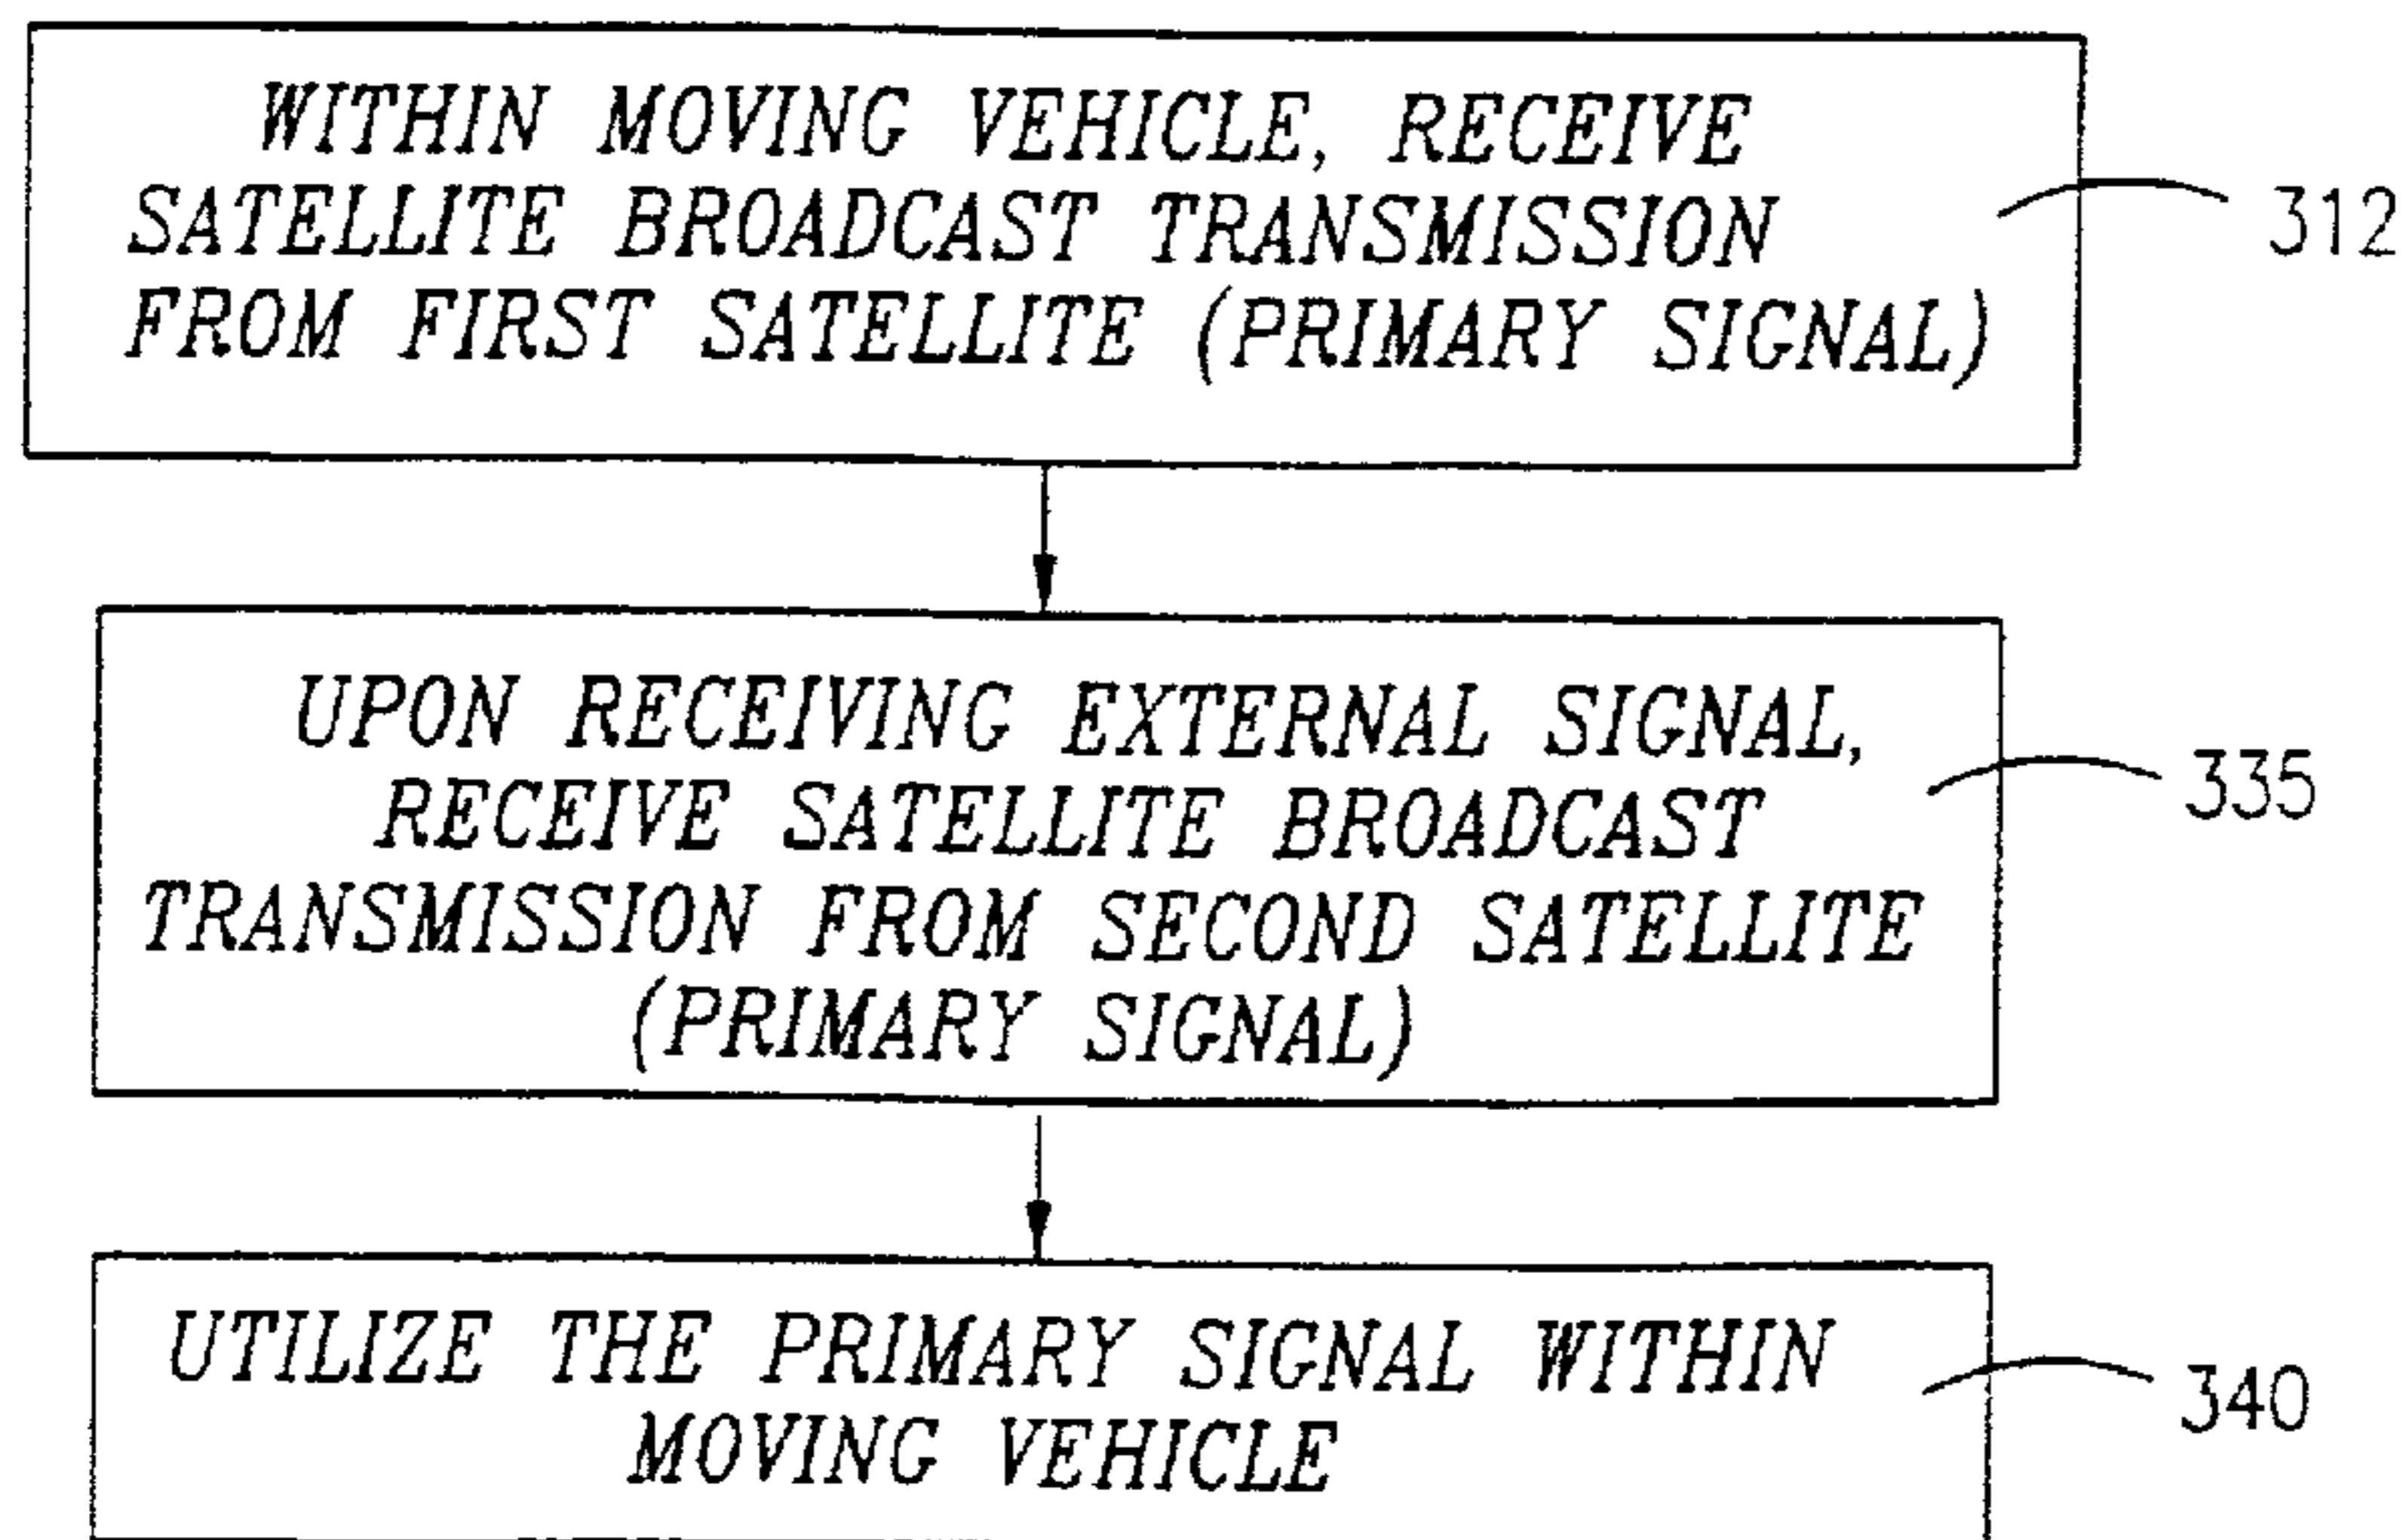 WITHIN MOVING VEHICLE, RECEIVE
SATELLITE BROADCAST TRANSMISSION
FROM FIRST SATELLITE (PRIMARY SIGNAL)
312
UPON RECEIVING EXTERNAL SIGNAL,
RECEIVE SATELLITE BROADCAST
TRANSMISSION FROM SECOND SATELLITE
(PRIMARY SIGNAL)
335
UTILIZE THE PRIMARY SIGNAL WITHIN
MOVING VEHICLE
340